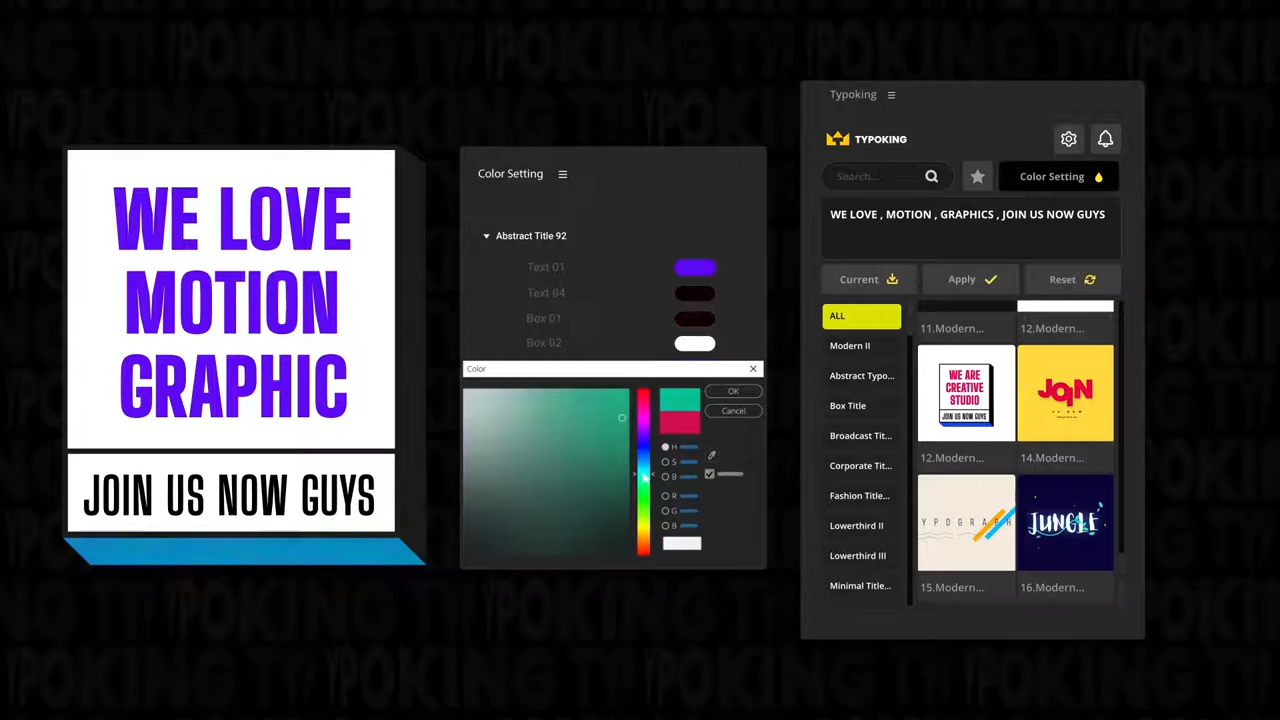 WE LOVE
MOTION
GRAPHIC
JOIN US NOW GUYS
Color Setting
Abstract Title 92
Text 01
Text 04
Box 01
Box 02
Color
OK
Cancel
H
S
B
R
G
B
Typoking
TYPOKING
Search...
Color Setting
WE LOVE , MOTION , GRAPHICS , JOIN US NOW GUYS
Current
Apply
Reset
ALL
Modern II
Abstract Typo...
Box Title
Broadcast Tit...
Corporate Tit...
Fashion Title...
Lowerthird II
Lowerthird III
Minimal Title...
11.Modern...
12.Modern...
WE ARE
CREATIVE
STUDIO
JOIN US NOW GUYS
JOIN
12.Modern...
14.Modern...
JUNGLE
15.Modern...
16.Modern...